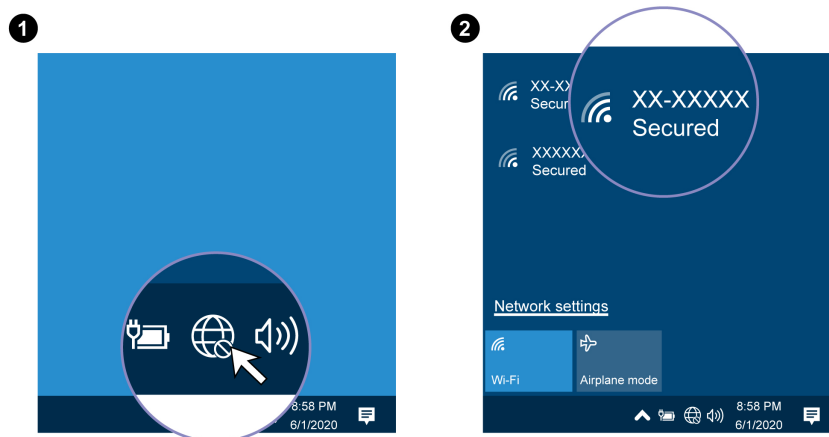 1
8:58 PM
6/1/2020
2
XX-XX
Secur
XX-XXXXX
Secured
XXXXXX
Secured
Network settings
Wi-Fi
Airplane mode
8:58 PM
6/1/2020